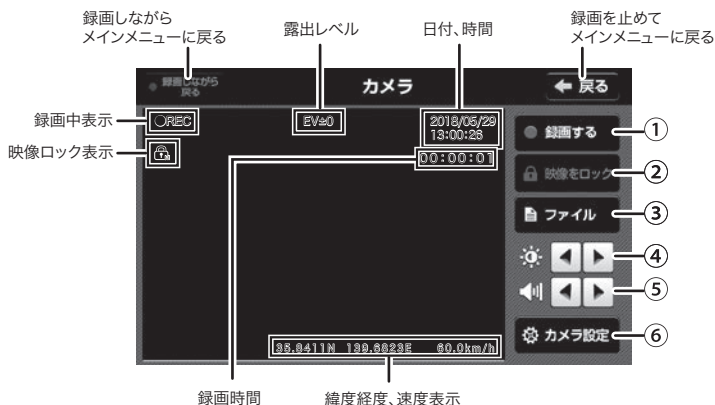 録画しながら
メインメニューに戻る
露出レベル
日付、時間
録画を止めて
メインメニューに戻る
録画しながら
戻る
カメラ
戻る
録画中表示
○REC
EV±0
2018/05/29
13:00:26
録画する
①
映像ロック表示
00:00:01
映像をロック
②
ファイル
③
④
⑤
カメラ設定
⑥
35.8411N 139.6823E 60.0km/h
録画時間
緯度経度、速度表示